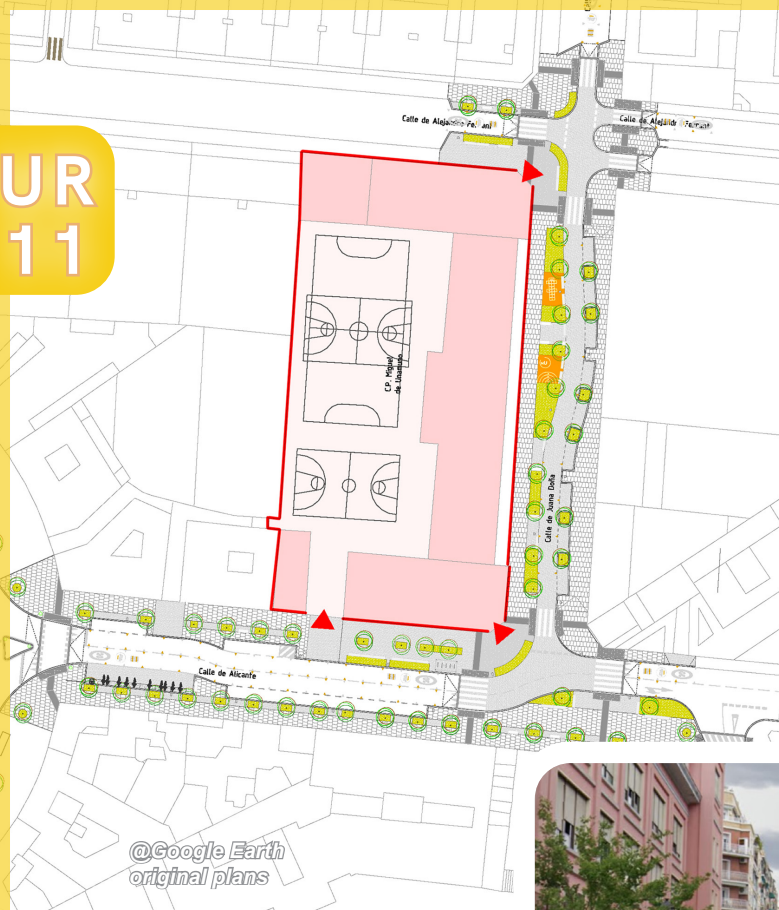 UR
11
Calle de Alejandro Ferrant
Calle de Alejandro Ferrant
C.P. Miguel
de Unamuno
Calle de Juana Doña
Calle de Alicante
@Google Earth
original plans